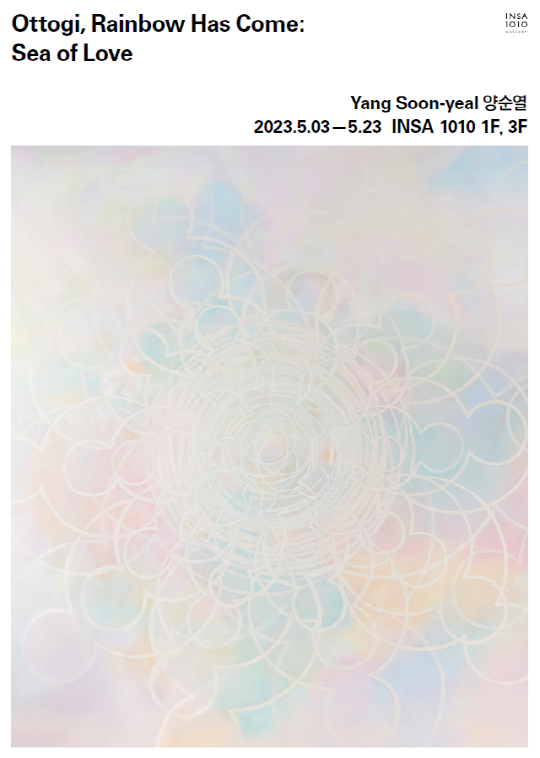 Ottogi, Rainbow Has Come:
Sea of Love
INSA
1010
GALLERY
Yang Soon-yeal 양순열
2023.5.03—5.23 INSA 1010 1F, 3F